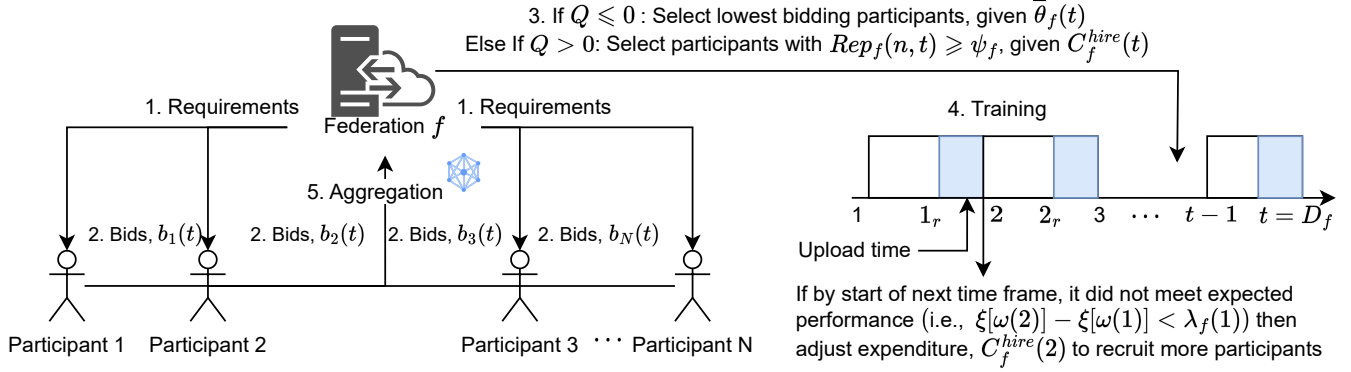 3. If Q ⩽ 0 : Select lowest bidding participants, given θ̅_f(t)
Else If Q > 0: Select participants with Rep_f(n, t) ⩾ ψ_f, given C_f^{hire}(t)
1. Requirements
1. Requirements
Federation f
5. Aggregation
2. Bids, b_1(t)
2. Bids, b_2(t)
2. Bids, b_3(t)
2. Bids, b_N(t)
Participant 1
Participant 2
Participant 3
···
Participant N
4. Training
1
1_r
2
2_r
3
···
t − 1
t = D_f
Upload time
If by start of next time frame, it did not meet expected
performance (i.e., ξ[ω(2)] − ξ[ω(1)] < λ_f(1)) then
adjust expenditure, C_f^{hire}(2) to recruit more participants